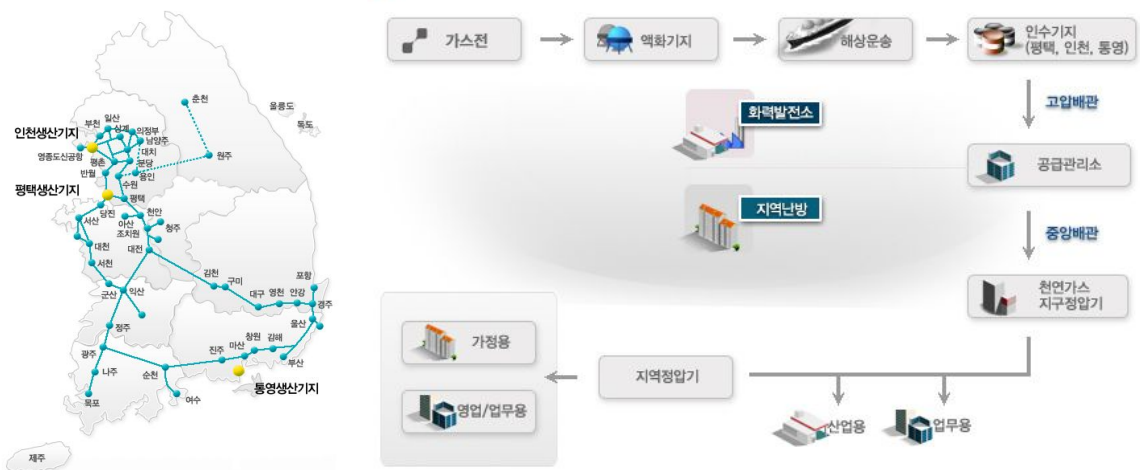 춘천
울릉도
독도
일산
부천
상계
의정부
인천생산기지
남양주
영종도신공항
대치
평촌
분당
원주
반월
용인
수원
평택생산기지
평택
당진
서산
천안
아산
청주
조치원
대천
대전
서천
김천
구미
포항
군산
익산
대구
영천
안강
경주
정주
울산
창원
김해
광주
진주
마산
부산
나주
순천
통영생산기지
목포
여수
제주
가스전
액화기지
해상운송
인수기지
(평택, 인천, 통영)
고압배관
화력발전소
공급관리소
지역난방
중앙배관
천연가스
지구정압기
가정용
지역정압기
영업/업무용
산업용
업무용